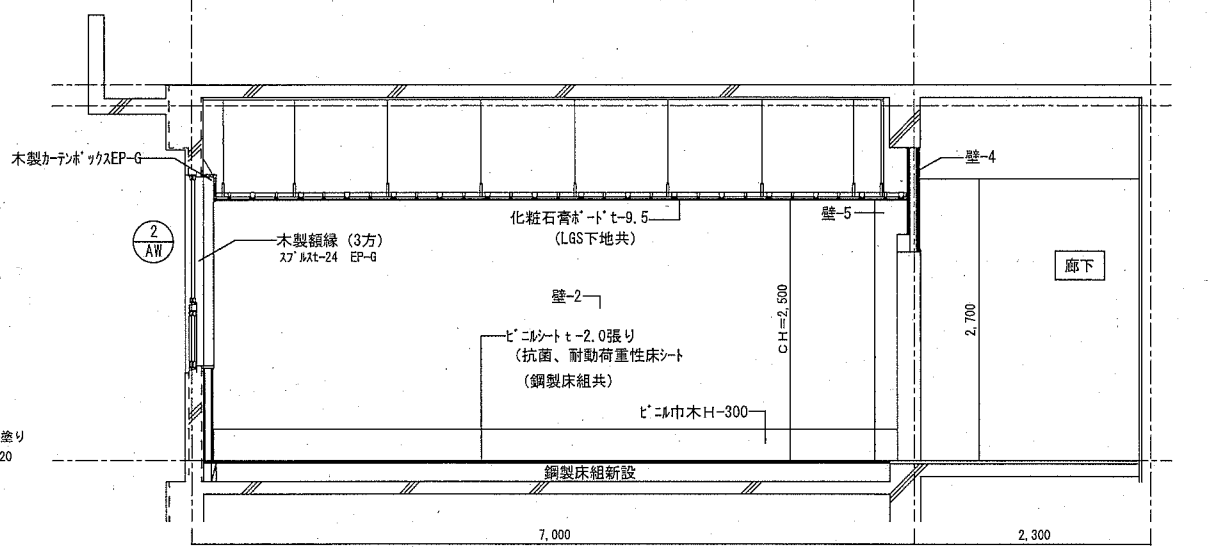 木製カーテンボックスEP-G
壁-4
化粧石膏ボードt-9.5
(LGS下地共)
壁-5
2
AW
木製額縁 (3方)
スプルスt-24 EP-G
廊下
壁-2
CH=2,500
2,700
ビニルシートt-2.0張り
(抗菌、耐動荷重性床シート
(鋼製床組共)
ビニル巾木H-300
塗り
20
鋼製床組新設
7,000
2,300